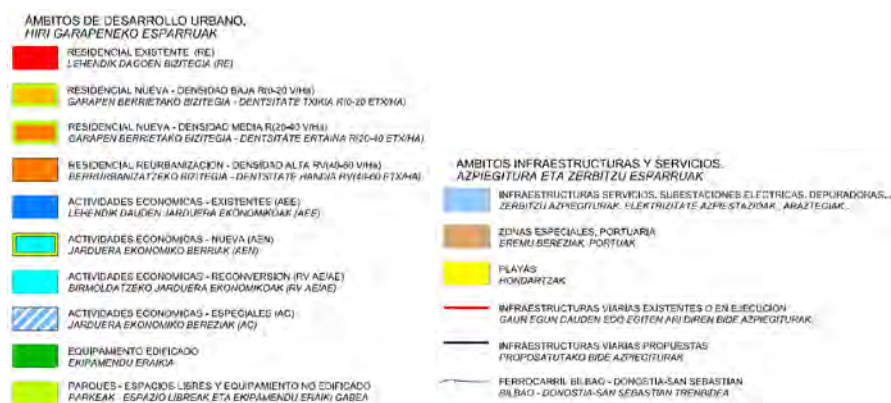 ÁMBITOS DE DESARROLLO URBANO.
HIRI GARAPENEKO ESPARRUAK
RESIDENCIAL EXISTENTE (RE)
LEHENDIK DAGOEN BIZITEGIA (RE)
RESIDENCIAL NUEVA - DENSIDAD BAJA R(0-20 V/Ha)
GARAPEN BERRIETAKO BIZITEGIA - DENTSITATE TXIKIA R(0-20 ETX/HA)
RESIDENCIAL NUEVA - DENSIDAD MEDIA R(20-40 V/Ha)
GARAPEN BERRIETAKO BIZITEGIA - DENTSITATE ERTAINA R(20-40 ETX/HA)
RESIDENCIAL REURBANIZACION - DENSIDAD ALTA RV(40-60 V/Ha)
BERRURBANIZATZEKO BIZITEGIA - DENTSITATE HANDIA RV(40-60 ETX/HA)
ACTIVIDADES ECONOMICAS - EXISTENTES (AEE)
LEHENDIK DAUDEN JARDUERA EKONOMIKOAK (AEE)
ACTIVIDADES ECONOMICAS - NUEVA (AEN)
JARDUERA EKONOMIKO BERRIAK (AEN)
ACTIVIDADES ECONOMICAS - RECONVERSION (RV AE/AE)
BIRMOLDATZEKO JARDUERA EKONOMIKOAK (RV AE/AE)
ACTIVIDADES ECONOMICAS - ESPECIALES (AC)
JARDUERA EKONOMIKO BEREZIAK (AC)
EQUIPAMIENTO EDIFICADO
EKIPAMENDU ERAIKIA
PARQUES - ESPACIOS LIBRES Y EQUIPAMIENTO NO EDIFICADO
PARKEAK - ESPAZIO LIBREAK ETA EKIPAMENDU ERAIKI GABEA
ÁMBITOS INFRAESTRUCTURAS Y SERVICIOS.
AZPIEGITURA ETA ZERBITZU ESPARRUAK
INFRAESTRUCTURAS SERVICIOS, SUBESTACIONES ELECTRICAS, DEPURADORAS...
ZERBITZU AZPIEGITURAK, ELEKTRIZITATE AZPIESTAZIOAK, ARAZTEGIAK...
ZONAS ESPECIALES, PORTUARIA
EREMU BEREZIAK, PORTUAK
PLAYAS
HONDARTZAK
INFRAESTRUCTURAS VIARIAS EXISTENTES O EN EJECUCION
GAUR EGUN DAUDEN EDO EGITEN ARI DIREN BIDE AZPIEGITURAK
INFRAESTRUCTURAS VIARIAS PROPUESTAS
PROPOSATUTAKO BIDE AZPIEGITURAK
FERROCARRIL BILBAO - DONOSTIA-SAN SEBASTIAN
BILBAO - DONOSTIA-SAN SEBASTIAN TRENBIDEA